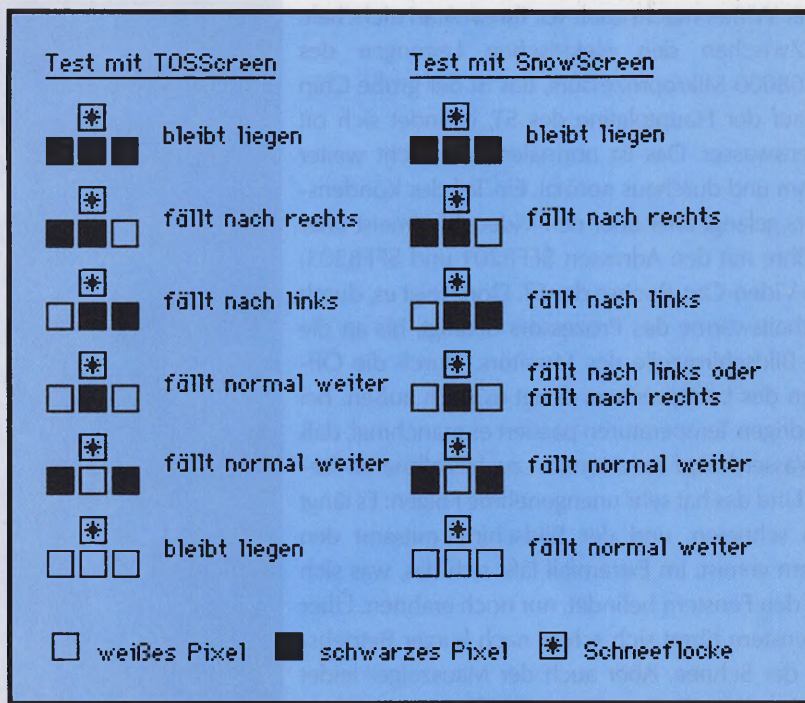 Test mit TOSScreen
bleibt liegen
fällt nach rechts
fällt nach links
fällt normal weiter
fällt normal weiter
bleibt liegen
Test mit SnowScreen
bleibt liegen
fällt nach rechts
fällt nach links
fällt nach links oder
fällt nach rechts
fällt normal weiter
fällt normal weiter
weißes Pixel
schwarzes Pixel
Schneeflocke